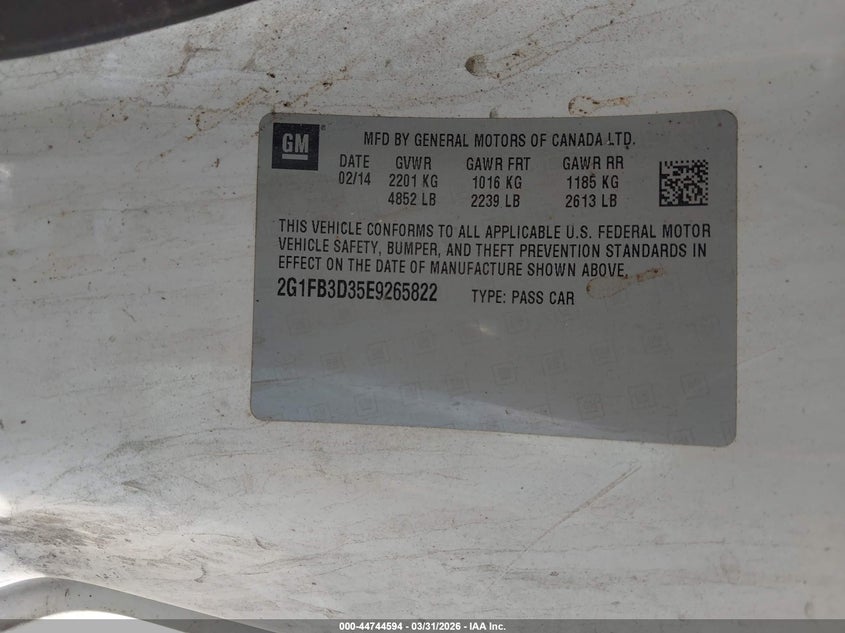 GM
MFD BY GENERAL MOTORS OF CANADA LTD.
DATE GVWR GAWR FRT GAWR RR
02/14 2201 KG 1016 KG 1185 KG
4852 LB 2239 LB 2613 LB
THIS VEHICLE CONFORMS TO ALL APPLICABLE U.S. FEDERAL MOTOR
VEHICLE SAFETY, BUMPER, AND THEFT PREVENTION STANDARDS IN
EFFECT ON THE DATE OF MANUFACTURE SHOWN ABOVE.
2G1FB3D35E9265822 TYPE: PASS CAR
000-44744594 - 03/31/2026 - IAA Inc.